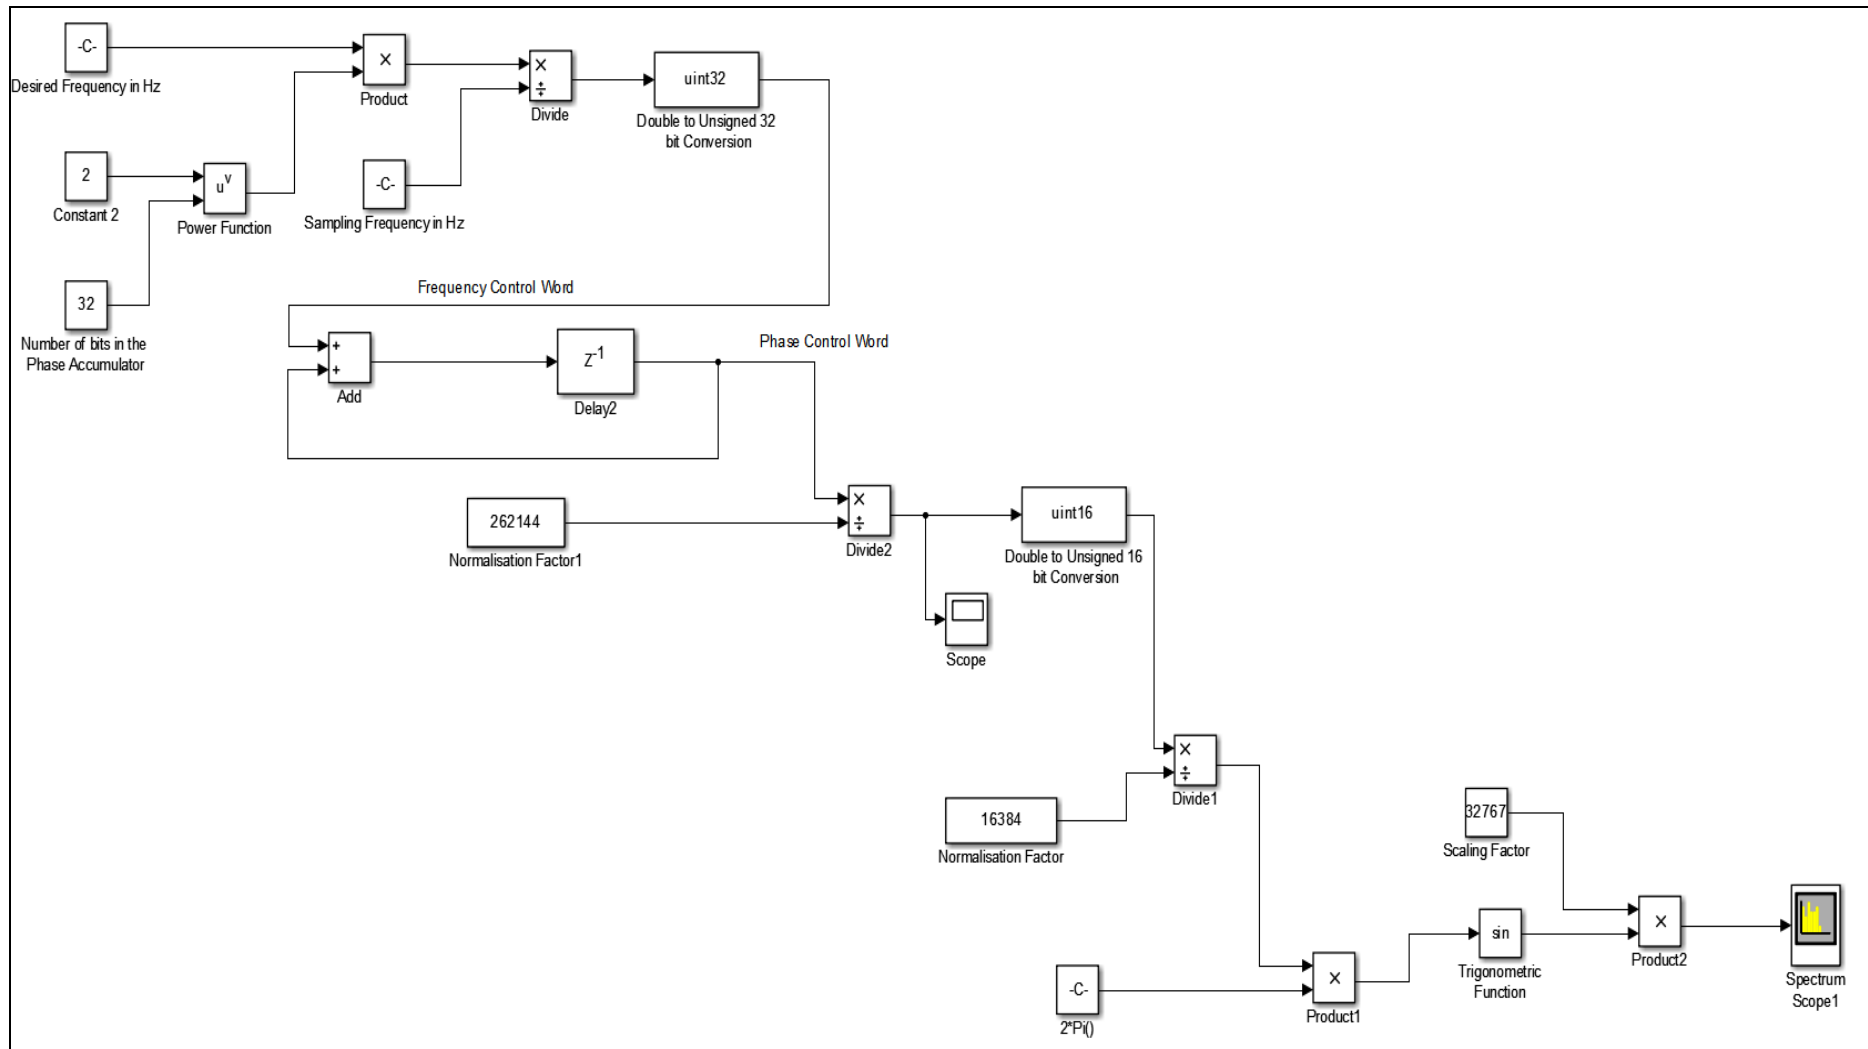 -C-
Desired Frequency in Hz
×
Product
×
÷
Divide
uint32
Double to Unsigned 32
bit Conversion
2
Constant 2
u^v
Power Function
-C-
Sampling Frequency in Hz
32
Number of bits in the
Phase Accumulator
Frequency Control Word
+
+
Add
Z^-1
Delay2
Phase Control Word
262144
Normalisation Factor1
×
÷
Divide2
uint16
Double to Unsigned 16
bit Conversion
Scope
×
÷
Divide1
16384
Normalisation Factor
32767
Scaling Factor
-C-
2*Pi()
×
Product1
sin
Trigonometric
Function
×
Product2
Spectrum
Scope1